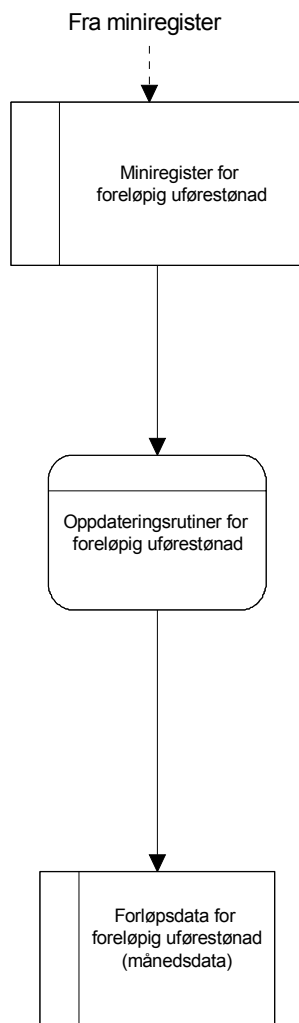 Fra miniregister
Miniregister for
foreløpig uførestønad
Oppdateringsrutiner for
foreløpig uførestønad
Forløpsdata for
foreløpig uførestønad
(månedsdata)